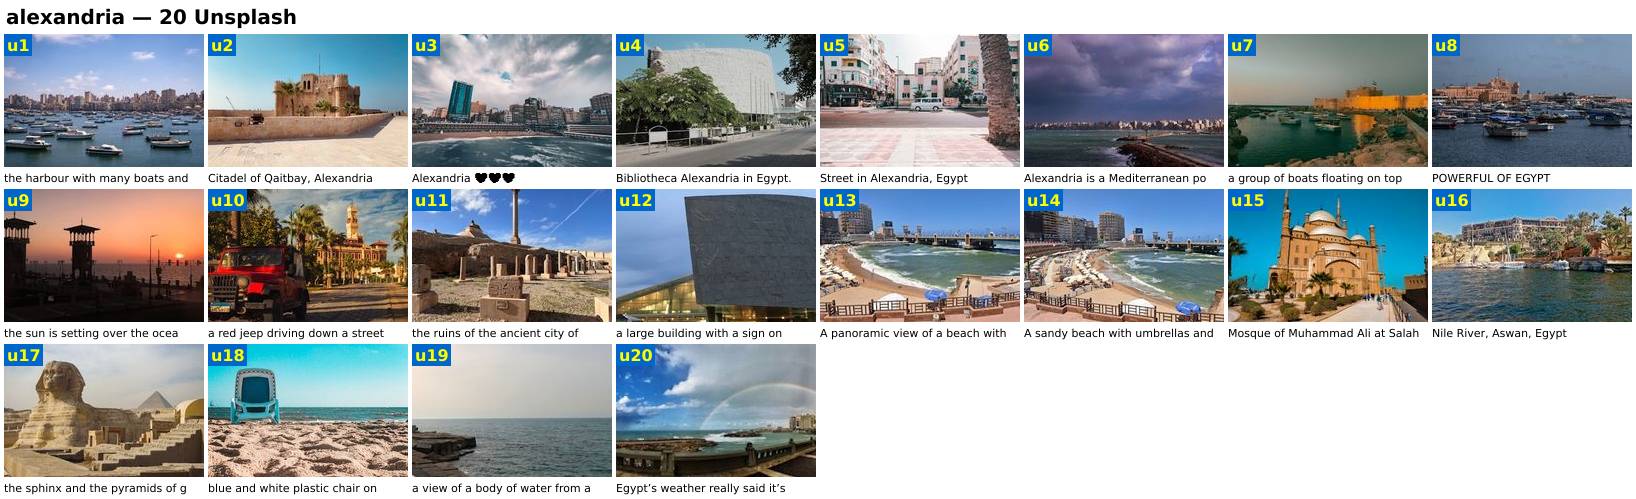 alexandria — 20 Unsplash
u1
u2
u3
u4
u5
u6
u7
u8
the harbour with many boats and
Citadel of Qaitbay, Alexandria
Alexandria 🖤🖤🖤
Bibliotheca Alexandria in Egypt.
Street in Alexandria, Egypt
Alexandria is a Mediterranean po
a group of boats floating on top
POWERFUL OF EGYPT
u9
u10
u11
u12
u13
u14
u15
u16
the sun is setting over the ocea
a red jeep driving down a street
the ruins of the ancient city of
a large building with a sign on
A panoramic view of a beach with
A sandy beach with umbrellas and
Mosque of Muhammad Ali at Salah
Nile River, Aswan, Egypt
u17
u18
u19
u20
the sphinx and the pyramids of g
blue and white plastic chair on
a view of a body of water from a
Egypt’s weather really said it’s